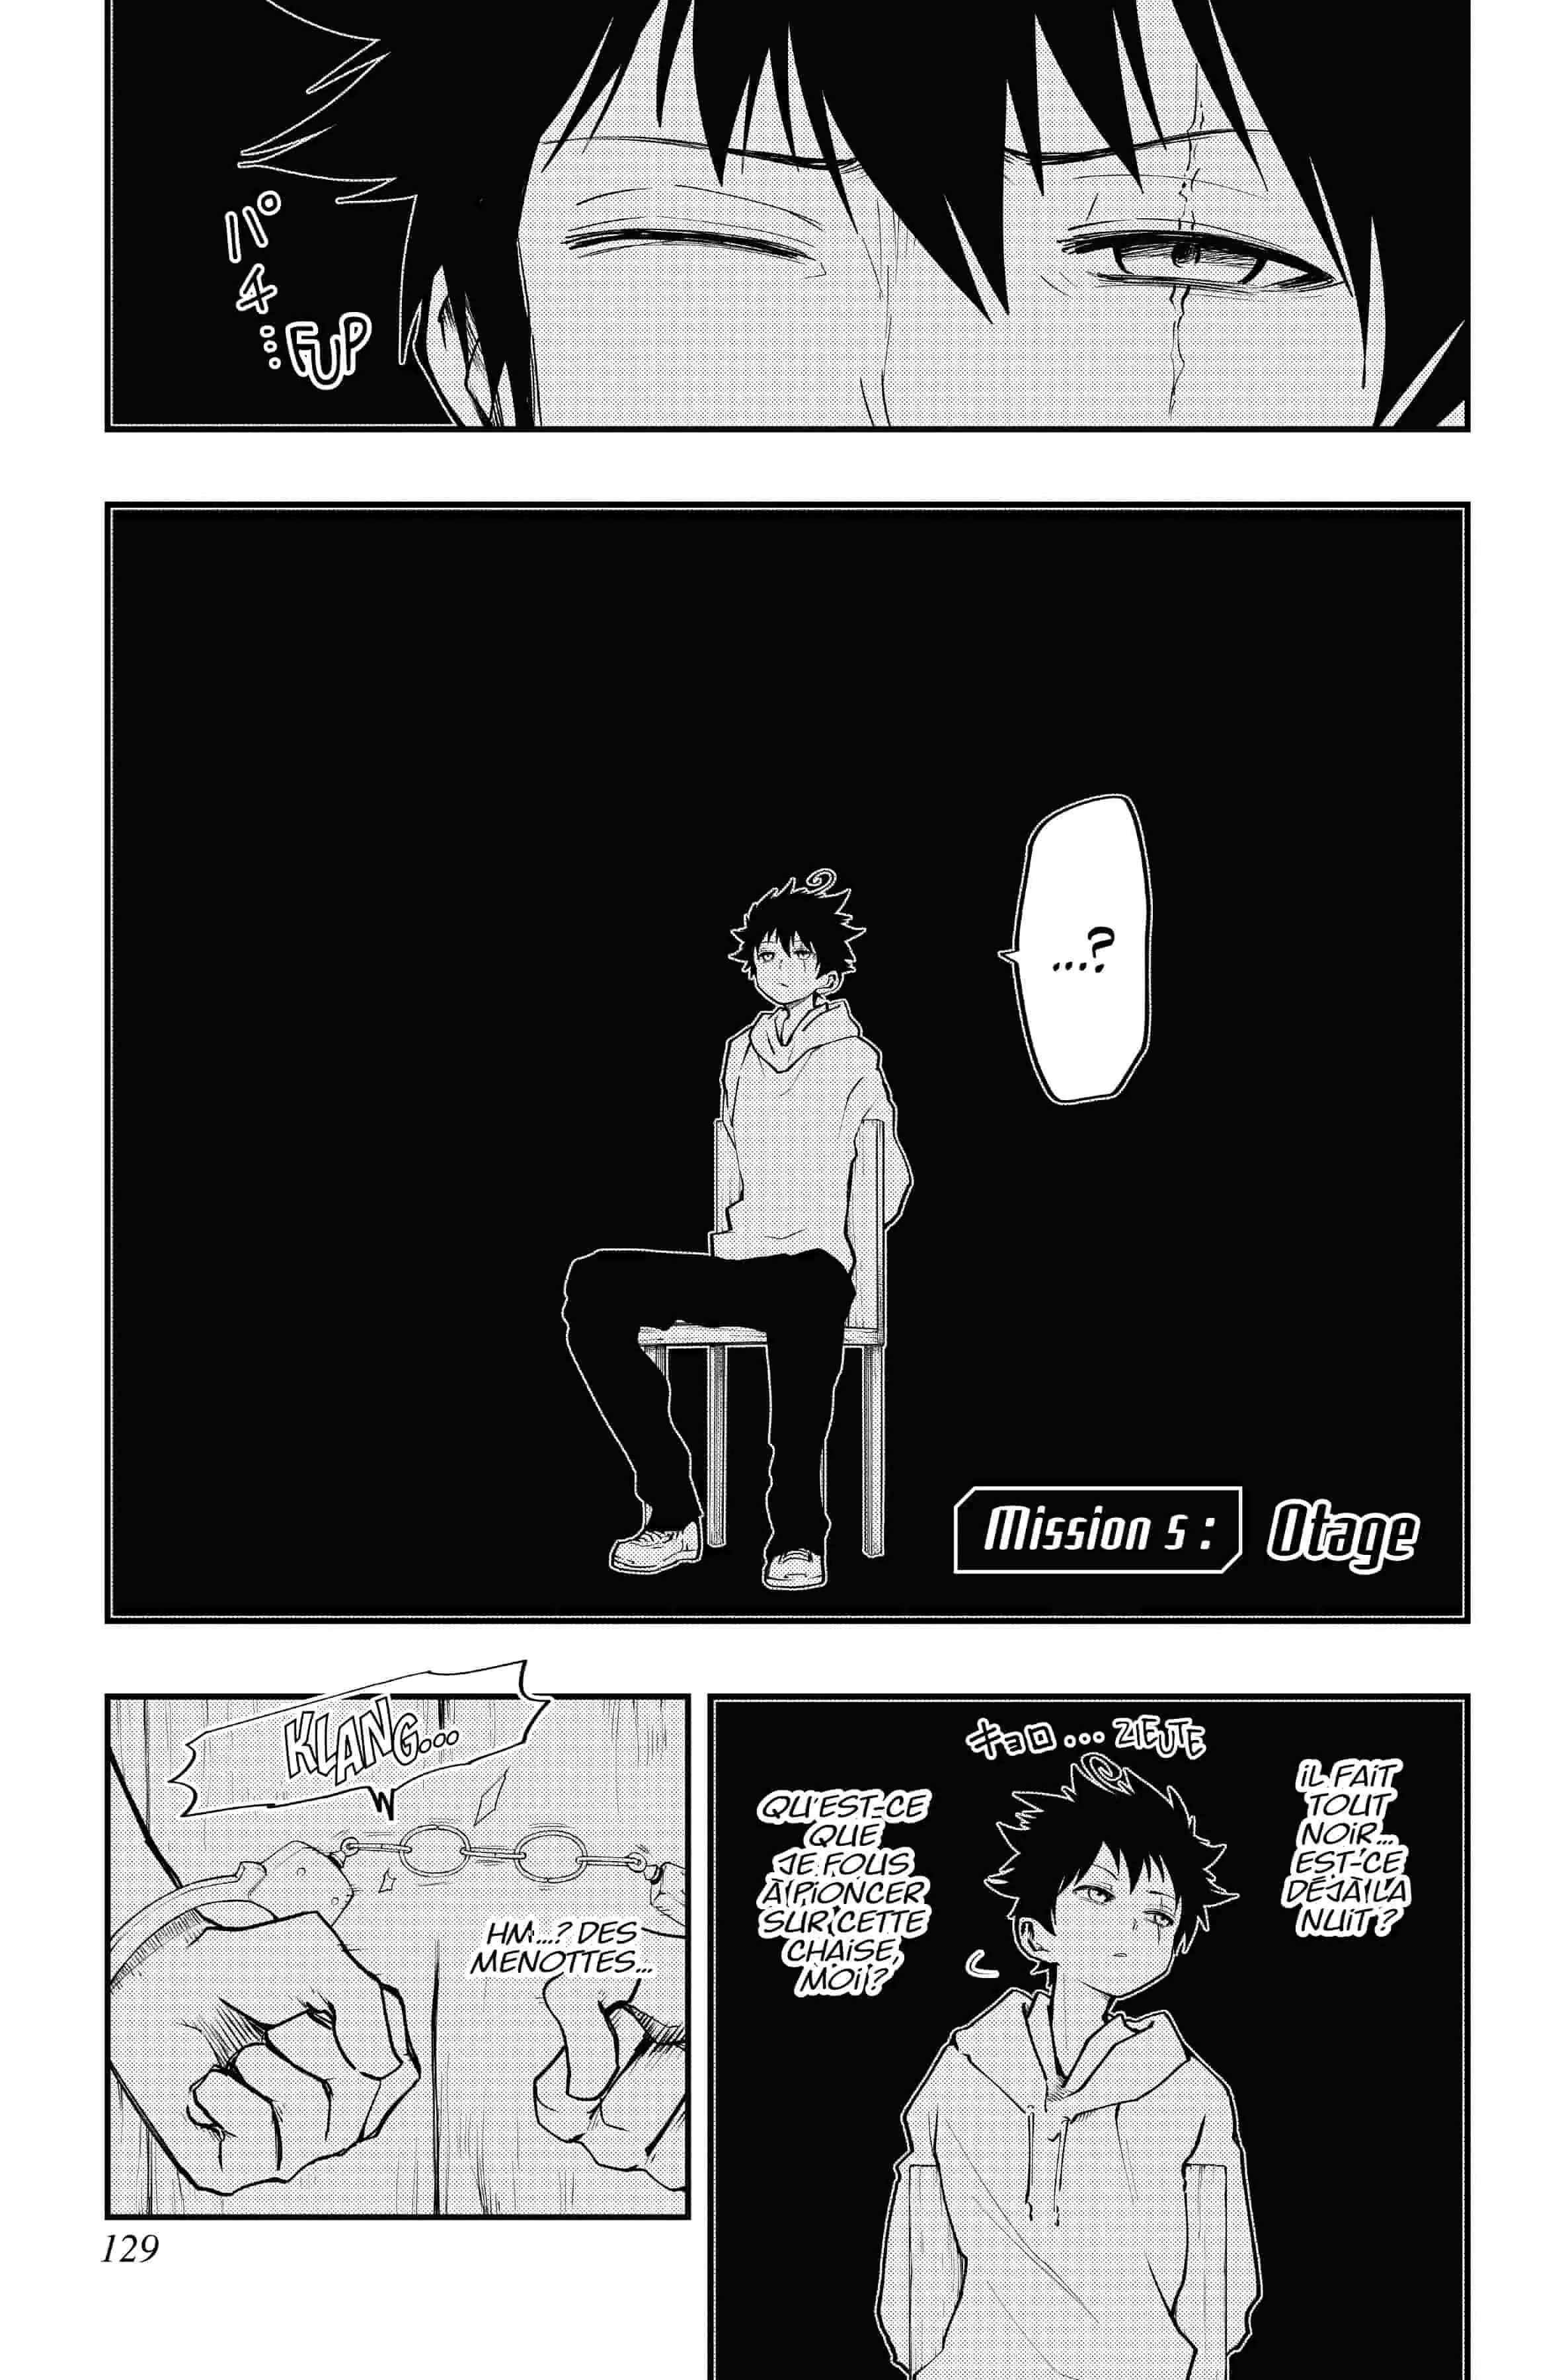 パチ...
FUP
...?
Mission 5 : Otage
キョロ... ZIEUTE
IL FAIT
TOUT
NOIR...
EST-CE
DÉJÀ LA
NUIT ?
QU'EST-CE
QUE
JE FOUS
À PIONCER
SUR CETTE
CHAISE,
MOI ?
KLANG...
HM...? DES
MENOTTES...
129